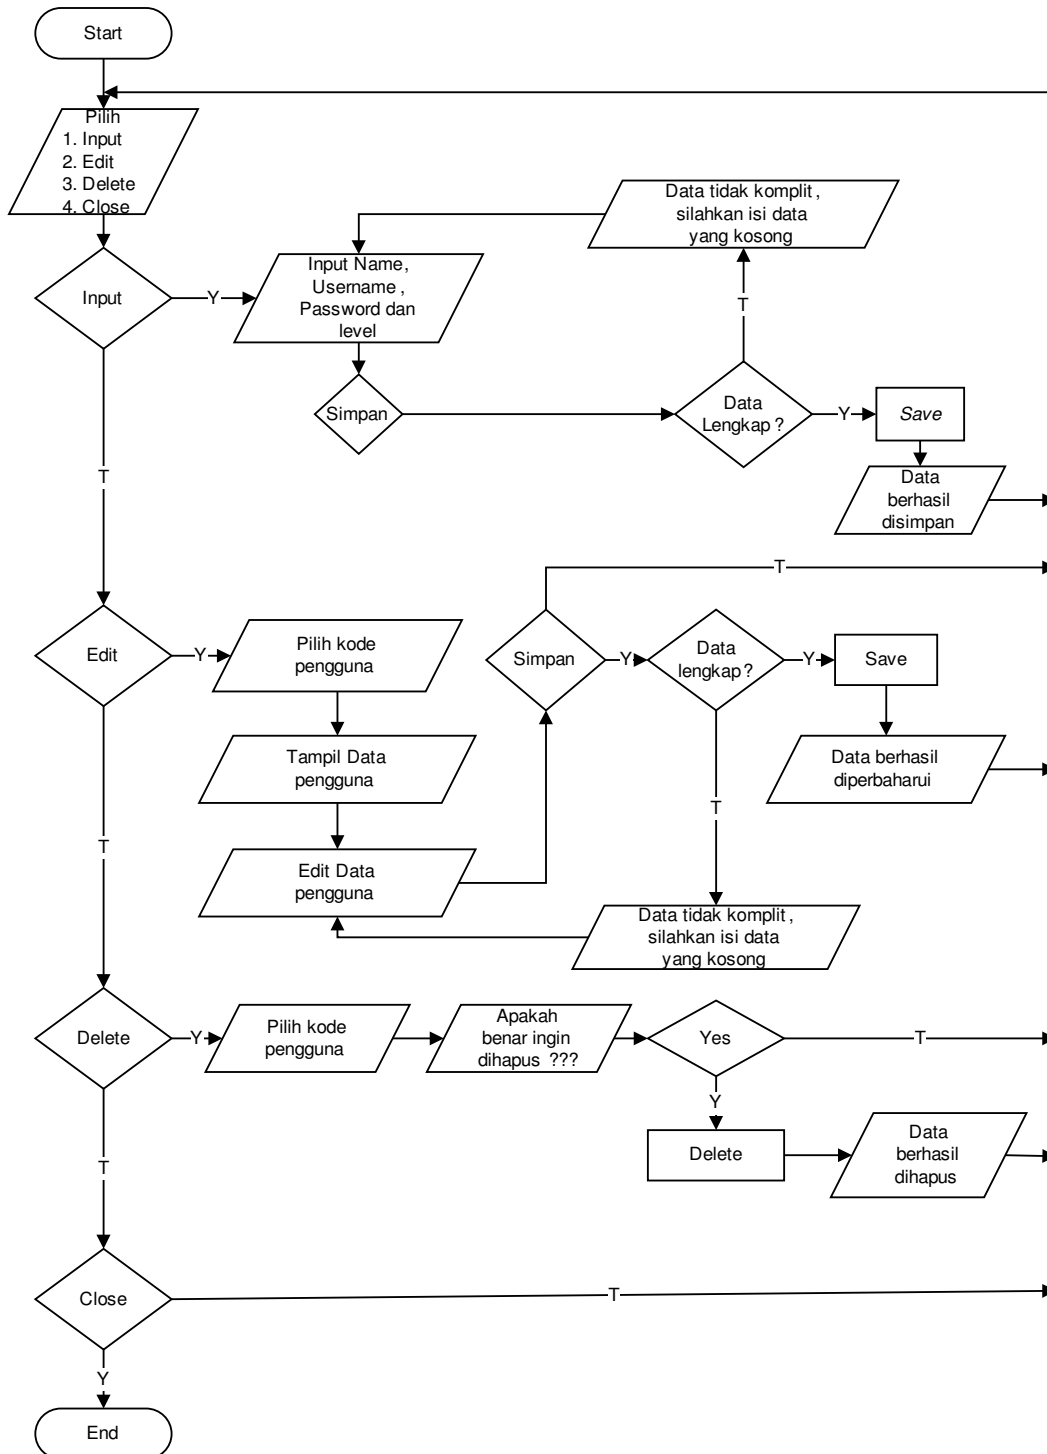 Start
Pilih
1. Input
2. Edit
3. Delete
4. Close
Data tidak komplit,
silahkan isi data
yang kosong
Input
Y
Input Name,
Username,
Password dan
level
T
Simpan
Data
Lengkap?
Y
Save
T
Data
berhasil
disimpan
T
Edit
Y
Pilih kode
pengguna
Simpan
Y
Data
lengkap?
Y
Save
Tampil Data
pengguna
Data berhasil
diperbaharui
T
T
Edit Data
pengguna
Data tidak komplit,
silahkan isi data
yang kosong
Delete
Y
Pilih kode
pengguna
Apakah
benar ingin
dihapus ???
Yes
T
Y
Delete
Data
berhasil
dihapus
T
Close
T
Y
End